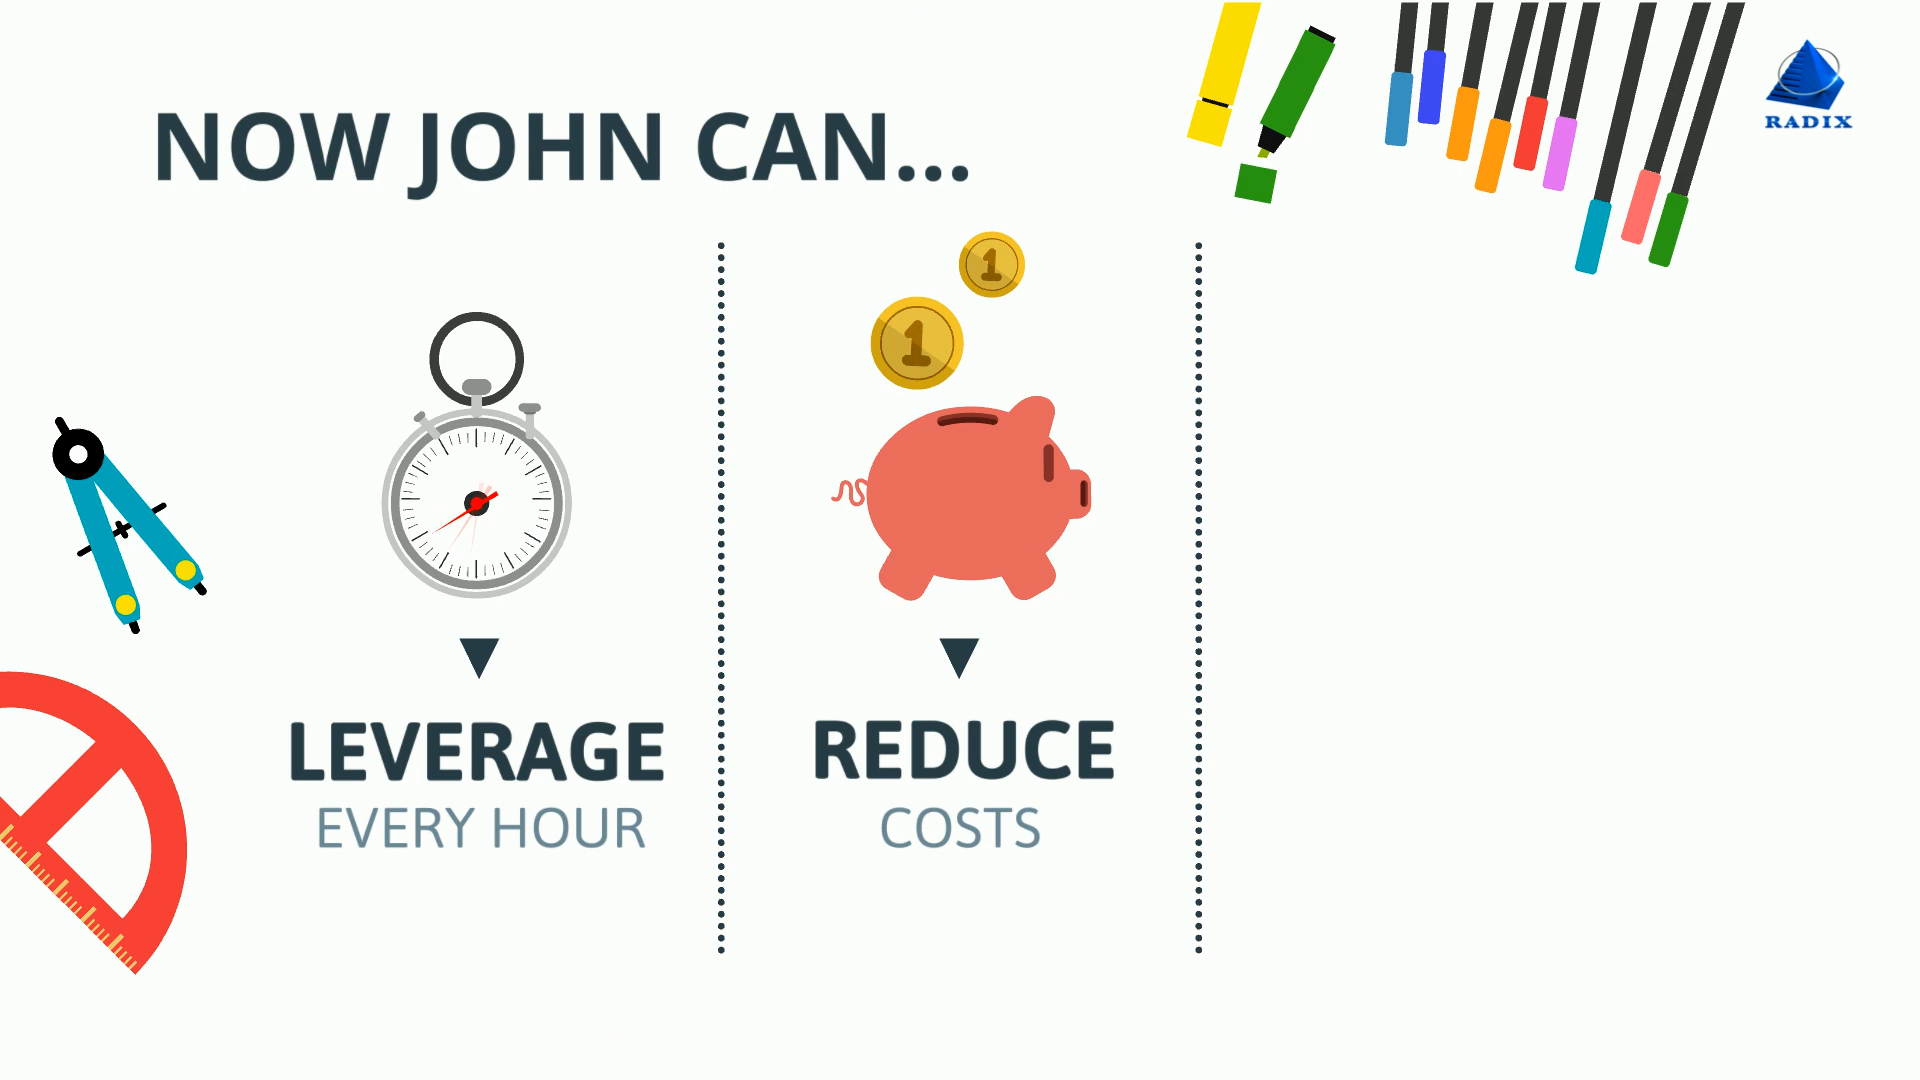 NOW JOHN CAN...
RADIX
1
1
LEVERAGE
EVERY HOUR
REDUCE
COSTS